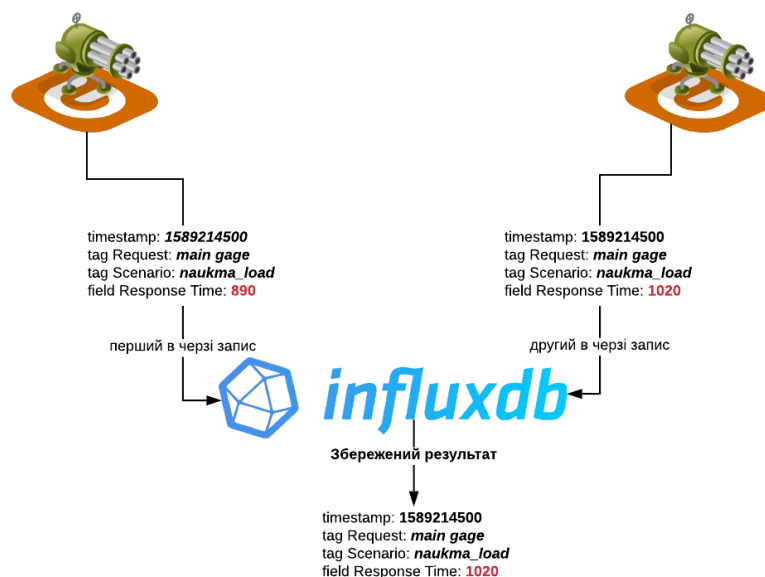 timestamp: 1589214500
tag Request: main gage
tag Scenario: naukma_load
field Response Time: 890
timestamp: 1589214500
tag Request: main gage
tag Scenario: naukma_load
field Response Time: 1020
перший в черзі запис
другий в черзі запис
influxdb
Збережений результат
timestamp: 1589214500
tag Request: main gage
tag Scenario: naukma_load
field Response Time: 1020